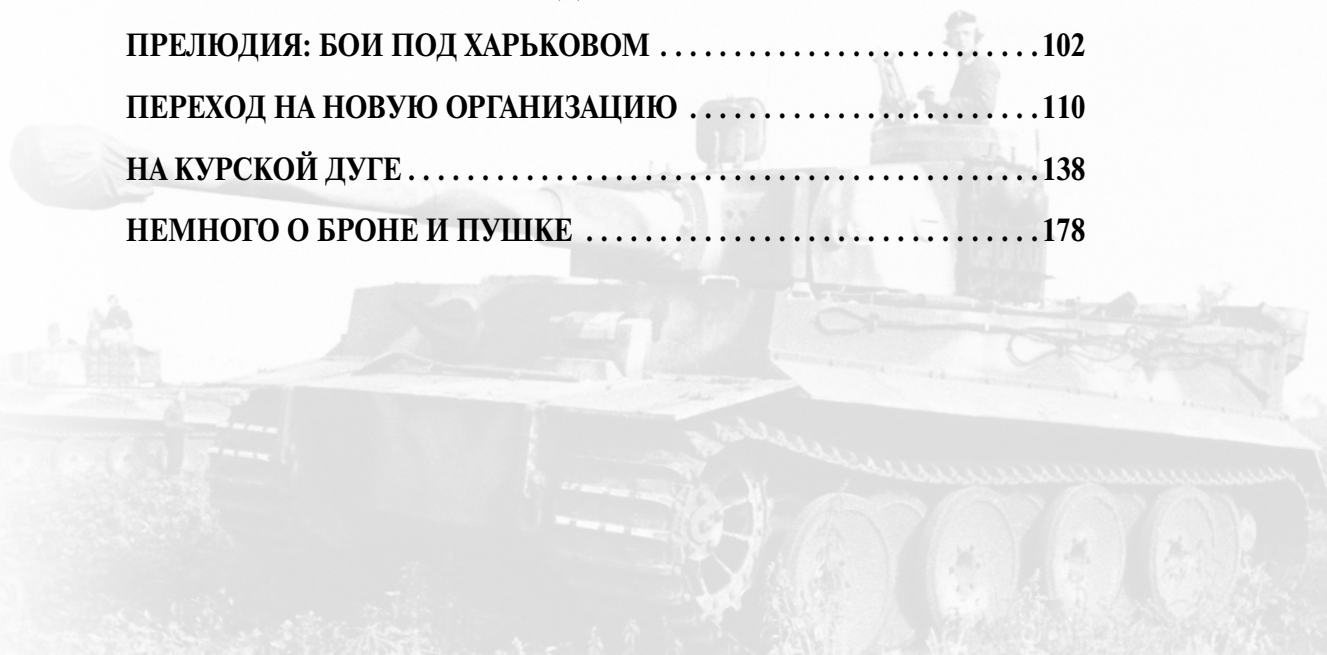 ПРЕЛЮДИЯ: БОИ ПОД ХАРЬКОВОМ ........................102
ПЕРЕХОД НА НОВУЮ ОРГАНИЗАЦИЮ ......................110
НА КУРСКОЙ ДУГЕ ........................................138
НЕМНОГО О БРОНЕ И ПУШКЕ .............................178